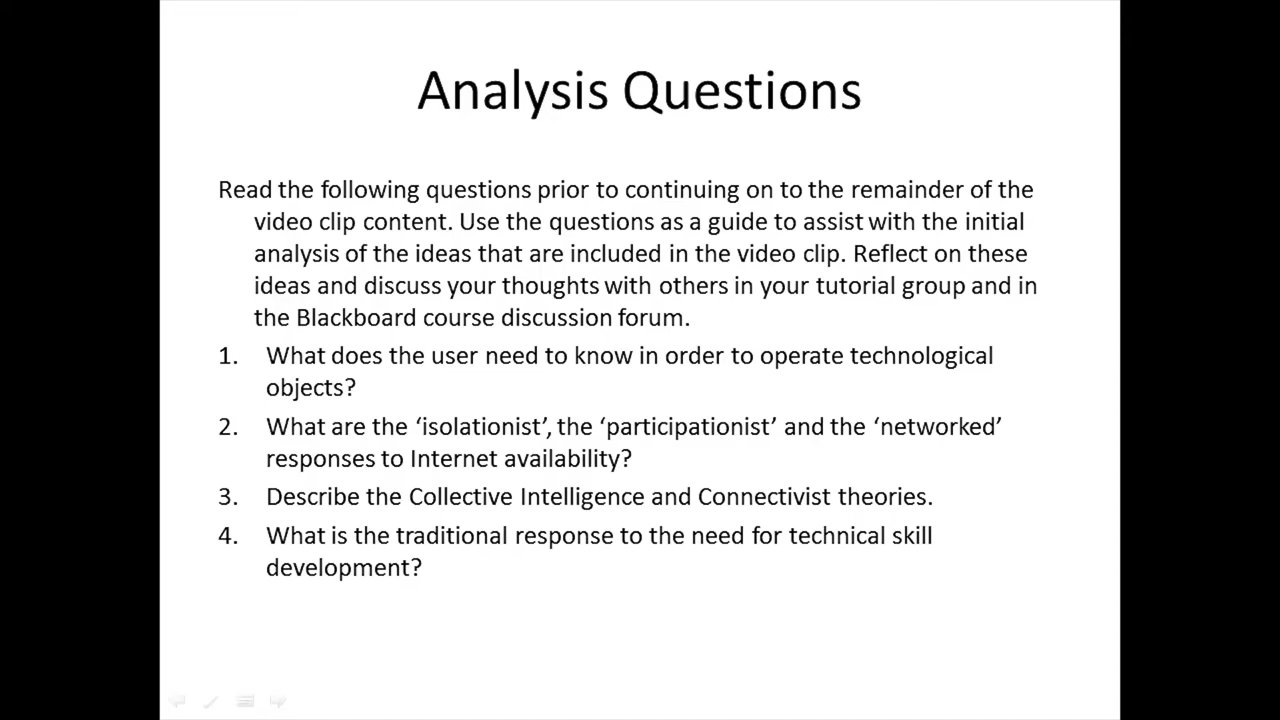 Analysis Questions
Read the following questions prior to continuing on to the remainder of the
video clip content. Use the questions as a guide to assist with the initial
analysis of the ideas that are included in the video clip. Reflect on these
ideas and discuss your thoughts with others in your tutorial group and in
the Blackboard course discussion forum.
1. What does the user need to know in order to operate technological
objects?
2. What are the ‘isolationist’, the ‘participationist’ and the ‘networked’
responses to Internet availability?
3. Describe the Collective Intelligence and Connectivist theories.
4. What is the traditional response to the need for technical skill
development?